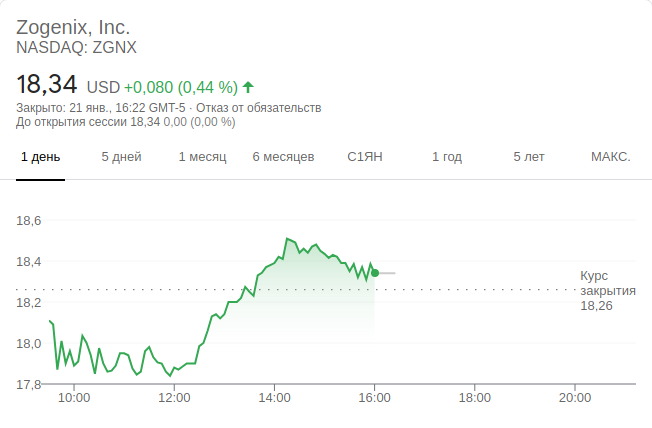 Zogenix, Inc.
NASDAQ: ZGNX
18,34 USD +0,080 (0,44 %)
Закрыто: 21 янв., 16:22 GMT-5 · Отказ от обязательств
До открытия сессии 18,34 0,00 (0,00 %)
1 день 5 дней 1 месяц 6 месяцев С1ЯН 1 год 5 лет МАКС.
18,6
18,4
Курс
закрытия
18,26
18,2
18,0
17,8
10:00 12:00 14:00 16:00 18:00 20:00